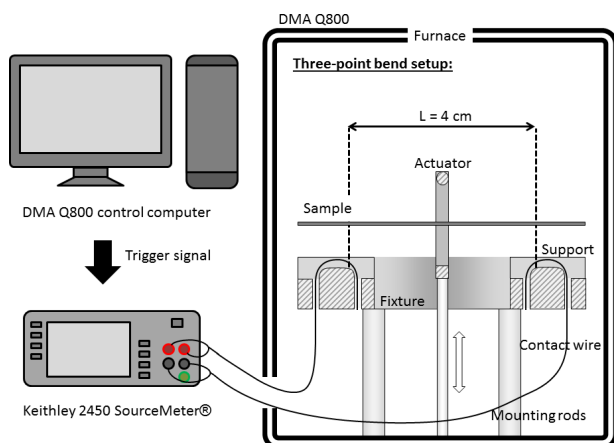 DMA Q800
Furnace
Three-point bend setup:
L = 4 cm
Actuator
Sample
DMA Q800 control computer
Support
Trigger signal
Fixture
Contact wire
Keithley 2450 SourceMeter®
Mounting rods